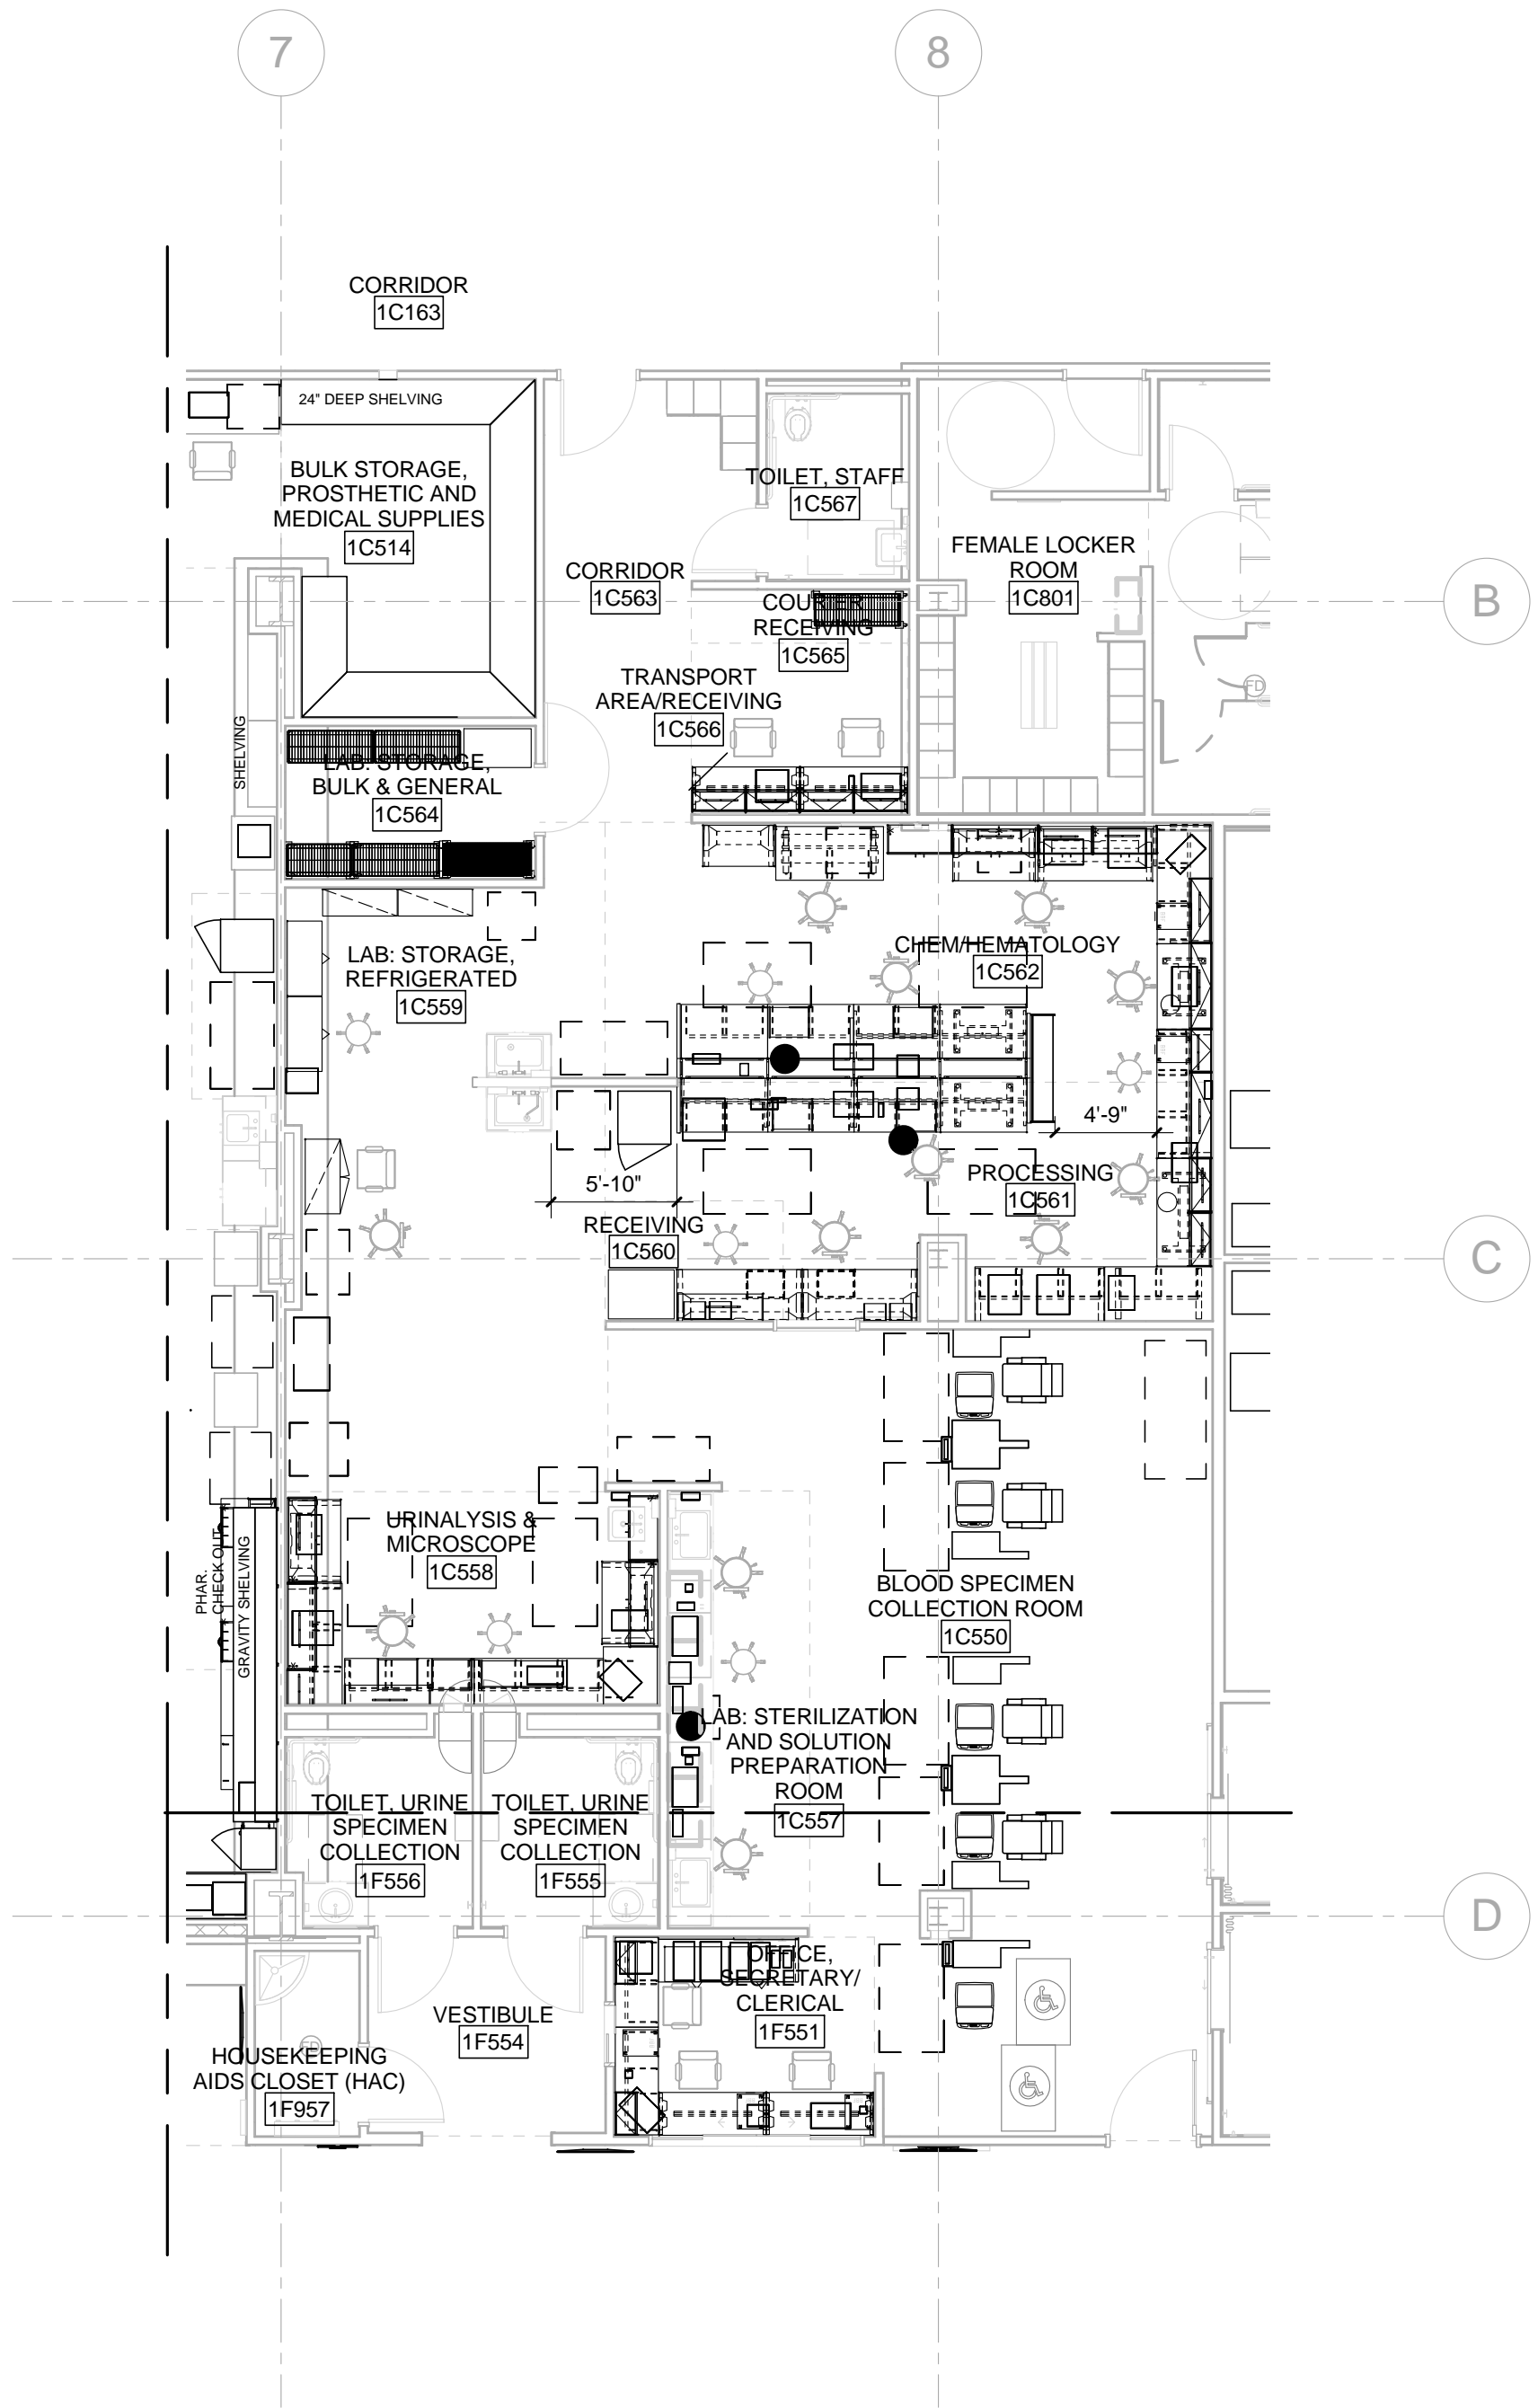 7
8
CORRIDOR
1C163
24" DEEP SHELVING
BULK STORAGE,
PROSTHETIC AND
MEDICAL SUPPLIES
1C514
TOILET, STAFF
1C567
CORRIDOR
1C563
FEMALE LOCKER
ROOM
1C801
B
COURIER
RECEIVING
1C565
TRANSPORT
AREA/RECEIVING
1C566
FD
SHELVING
LAB: STORAGE,
BULK & GENERAL
1C564
LAB: STORAGE,
REFRIGERATED
1C559
CHEM/HEMATOLOGY
1C562
4'-9"
5'-10"
PROCESSING
1C561
RECEIVING
1C560
C
URINALYSIS &
MICROSCOPE
1C558
PHAR.
CHECK OUT
GRAVITY SHELVING
BLOOD SPECIMEN
COLLECTION ROOM
1C550
LAB: STERILIZATION
AND SOLUTION
PREPARATION
ROOM
1C557
TOILET, URINE
SPECIMEN
COLLECTION
1F556
TOILET, URINE
SPECIMEN
COLLECTION
1F555
D
OFFICE,
SECRETARY/
CLERICAL
1F551
VESTIBULE
1F554
FD
HOUSEKEEPING
AIDS CLOSET (HAC)
1F957